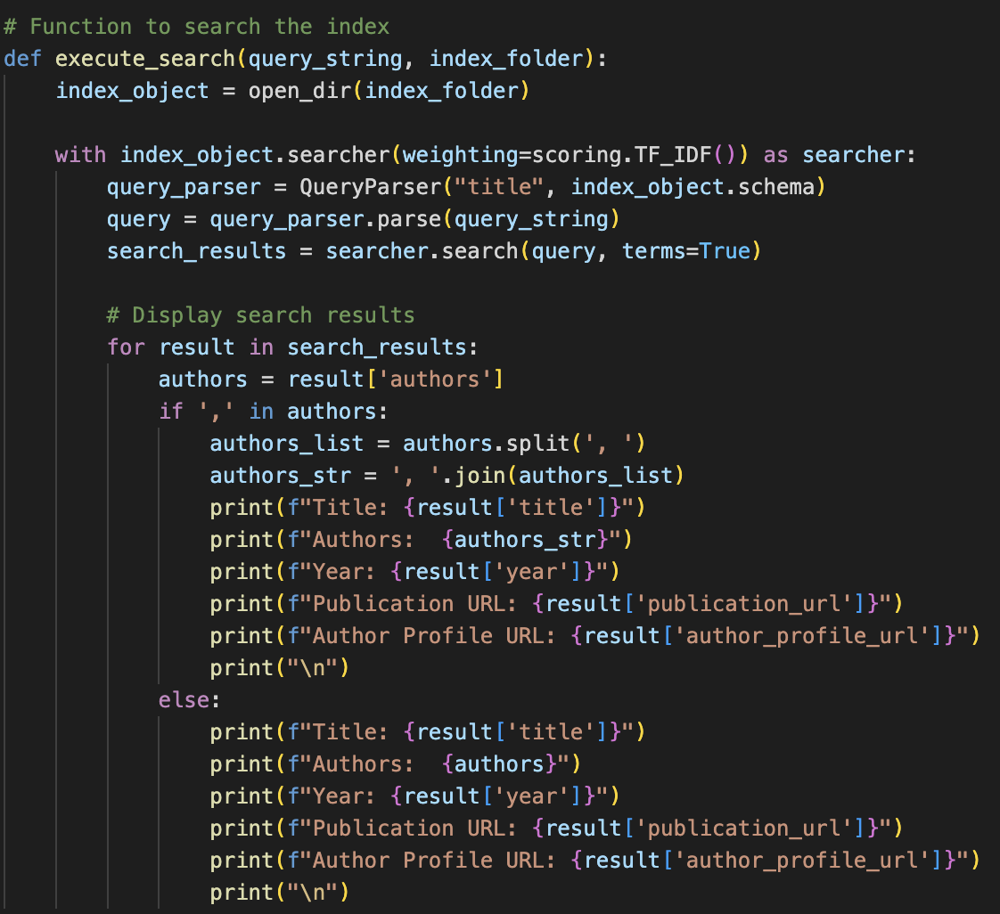 # Function to search the index
def execute_search(query_string, index_folder):
    index_object = open_dir(index_folder)

    with index_object.searcher(weighting=scoring.TF_IDF()) as searcher:
        query_parser = QueryParser("title", index_object.schema)
        query = query_parser.parse(query_string)
        search_results = searcher.search(query, terms=True)

        # Display search results
        for result in search_results:
            authors = result['authors']
            if ',' in authors:
                authors_list = authors.split(', ')
                authors_str = ', '.join(authors_list)
                print(f"Title: {result['title']}")
                print(f"Authors:  {authors_str}")
                print(f"Year: {result['year']}")
                print(f"Publication URL: {result['publication_url']}")
                print(f"Author Profile URL: {result['author_profile_url']}")
                print("\n")
            else:
                print(f"Title: {result['title']}")
                print(f"Authors:  {authors}")
                print(f"Year: {result['year']}")
                print(f"Publication URL: {result['publication_url']}")
                print(f"Author Profile URL: {result['author_profile_url']}")
                print("\n")